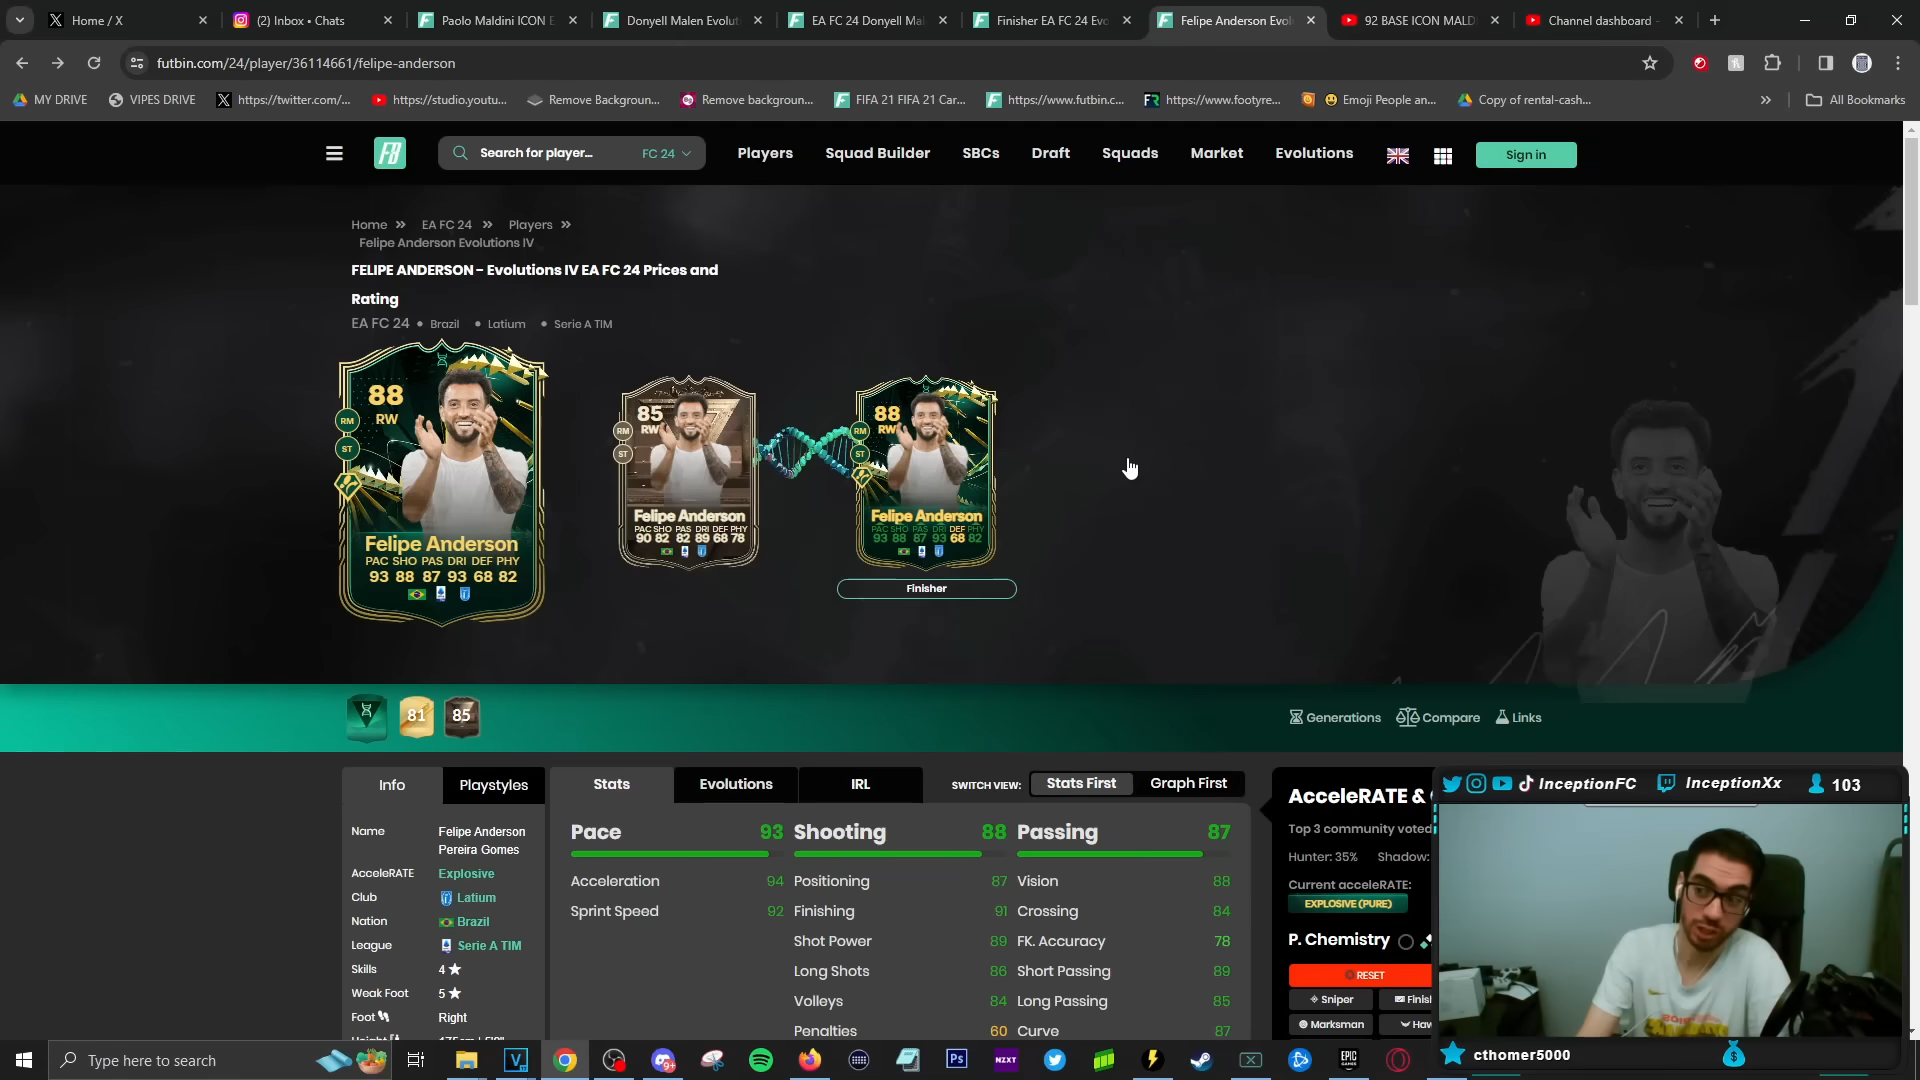 Home / X
(2) Inbox • Chats
Paolo Maldini ICON E
Donyell Malen Evolut
EA FC 24 Donyell Ma
Finisher EA FC 24 Evo
Felipe Anderson Evol
92 BASE ICON MALD
Channel dashboard -
futbin.com/24/player/36114661/felipe-anderson
MY DRIVE
VIPES DRIVE
https://twitter.com/...
https://studio.youtu...
Remove Backgroun...
Remove backgroun...
FIFA 21 FIFA 21 Car...
https://www.futbin.c...
https://www.footyre...
Emoji People an...
Copy of rental-cash...
All Bookmarks
FB
Search for player...
FC 24
Players
Squad Builder
SBCs
Draft
Squads
Market
Evolutions
Sign in
Home » EA FC 24 » Players »
Felipe Anderson Evolutions IV
FELIPE ANDERSON - Evolutions IV EA FC 24 Prices and
Rating
EA FC 24 • Brazil • Latium • Serie A TIM
88
RW
RM
ST
Felipe Anderson
PAC SHO PAS DRI DEF PHY
93 88 87 93 68 82
85
RW
RM
ST
Felipe Anderson
PAC SHO PAS DRI DEF PHY
90 82 82 89 68 78
88
RW
RM
ST
Felipe Anderson
PAC SHO PAS DRI DEF PHY
93 88 87 93 68 82
Finisher
81
85
Generations
Compare
Links
Info
Playstyles
Stats
Evolutions
IRL
SWITCH VIEW:
Stats First
Graph First
Name Felipe Anderson
Pereira Gomes
AcceleRATE Explosive
Club Latium
Nation Brazil
League Serie A TIM
Skills 4 ★
Weak Foot 5 ★
Foot Right
Pace 93
Acceleration 94
Sprint Speed 92
Shooting 88
Positioning 87
Finishing 91
Shot Power 89
Long Shots 86
Volleys 84
Penalties 60
Passing 87
Vision 88
Crossing 84
FK. Accuracy 78
Short Passing 89
Long Passing 85
Curve 87
AcceleRATE &
Top 3 community voted
Hunter: 35% Shadow:
Current acceleRATE:
EXPLOSIVE (PURE)
P. Chemistry
RESET
Sniper
Finish
Marksman
Haw
InceptionFC
InceptionXx
103
cthomer5000
Type here to search
9+
Ps
NZXT
EPIC
GAMES